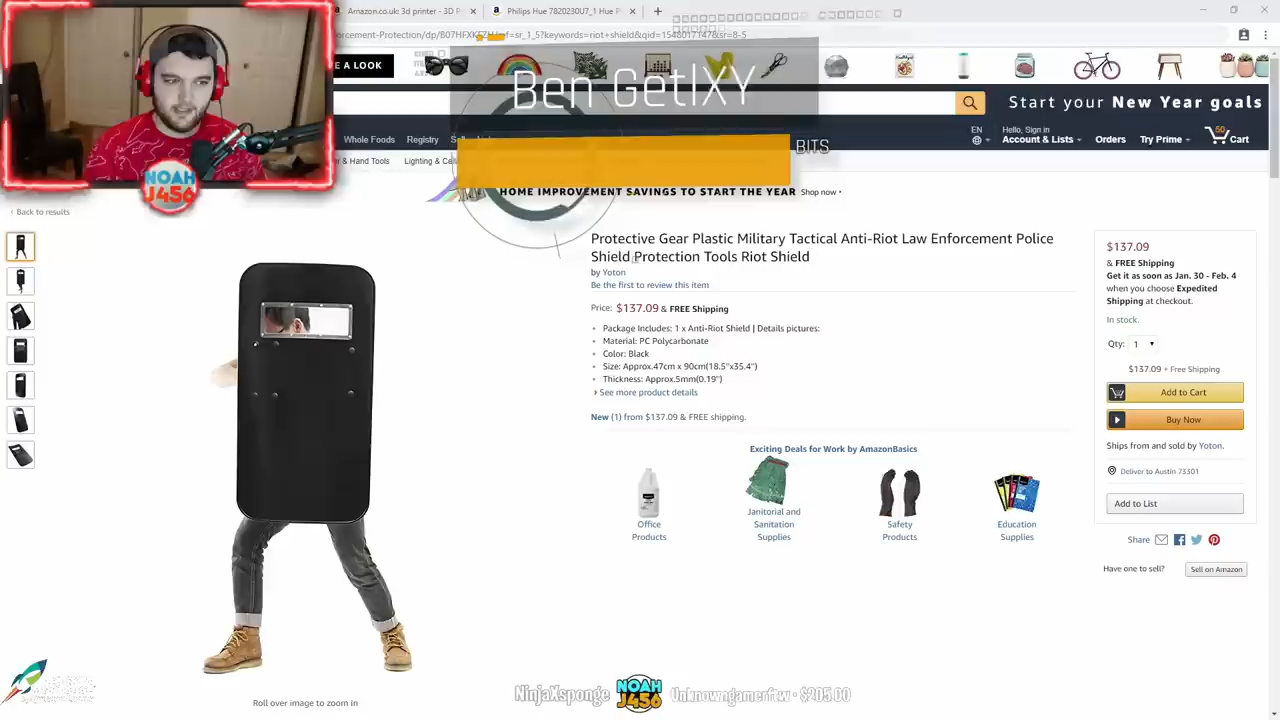 Amazon.co.uk: 3d printer - 3D P
Philips Hue 7820230U7_1 Hue P
E A LOOK
Ben GetlXY
BITS
Start your New Year goals
EN
Hello, Sign in
Account & Lists
Orders
Try Prime
50
Cart
Whole Foods
Registry
& Hand Tools
Lighting & Ceil
NOAH
J456
HOME IMPROVEMENT SAVINGS TO START THE YEAR
Shop now ›
‹ Back to results
Protective Gear Plastic Military Tactical Anti-Riot Law Enforcement Police
Shield Protection Tools Riot Shield
by Yoton
Be the first to review this item
Price: $137.09 & FREE Shipping
• Package Includes: 1 x Anti-Riot Shield | Details pictures:
• Material: PC Polycarbonate
• Color: Black
• Size: Approx.47cm x 90cm(18.5"x35.4")
• Thickness: Approx.5mm(0.19")
› See more product details
New (1) from $137.09 & FREE shipping.
Exciting Deals for Work by AmazonBasics
Office
Products
Janitorial and
Sanitation
Supplies
Safety
Products
Education
Supplies
$137.09
& FREE Shipping
Get it as soon as Jan. 30 - Feb. 4
when you choose Expedited
Shipping at checkout.
In stock.
Qty: 1
$137.09 + Free Shipping
Add to Cart
Buy Now
Ships from and sold by Yoton.
Deliver to Austin 73301
Add to List
Share
Have one to sell?
Sell on Amazon
Roll over image to zoom in
NinjaXsponge
NOAH
J456
Unknowngamerftw - $205.00